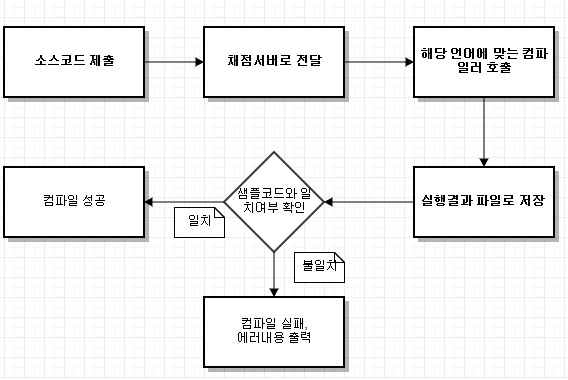 소스코드 제출
채점서버로 전달
해당 언어에 맞는 컴파
일러 호출
컴파일 성공
샘플코드와 일
치여부 확인
실행결과 파일로 저장
일치
불일치
컴파일 실패,
에러내용 출력